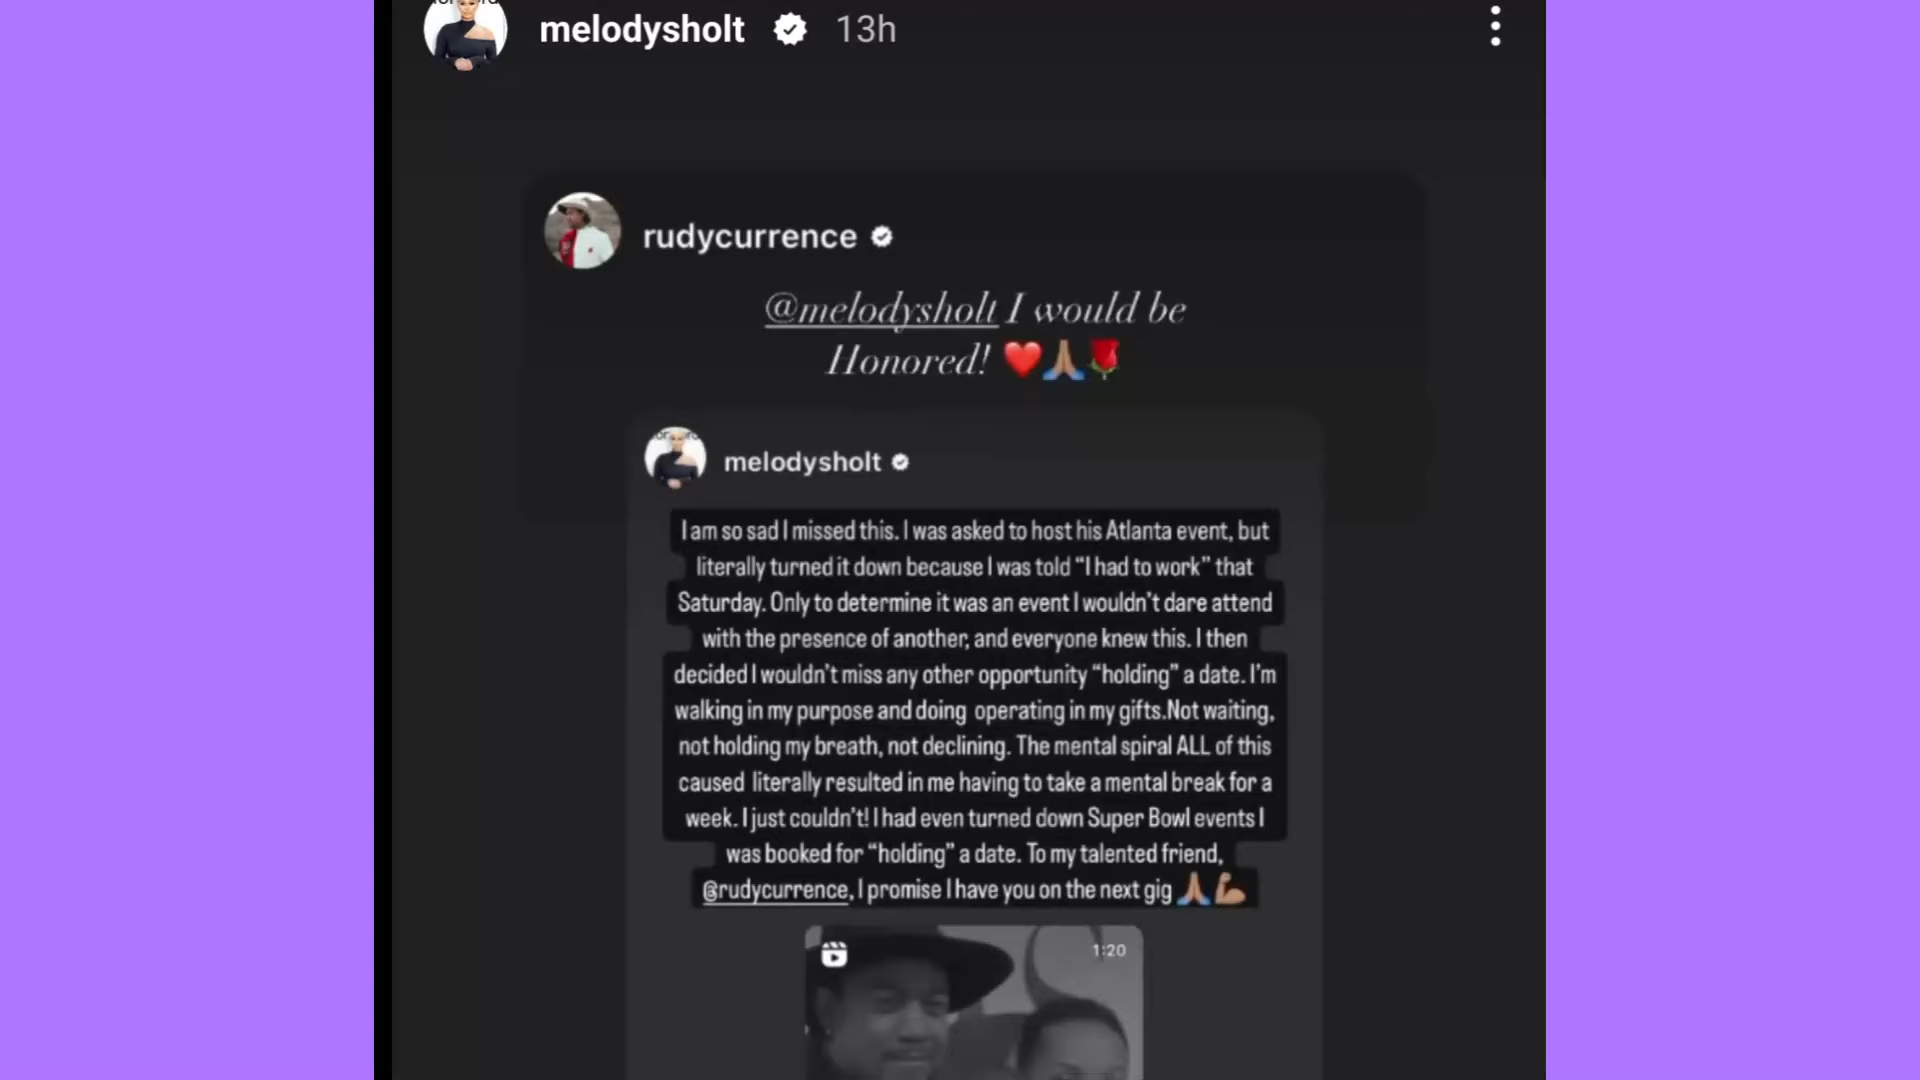 melodysholt 13h
rudycurrence
@melodysholt I would be
Honored! ❤️🙏🏽🌹
melodysholt
I am so sad I missed this. I was asked to host his Atlanta event, but
literally turned it down because I was told “I had to work” that
Saturday. Only to determine it was an event I wouldn’t dare attend
with the presence of another, and everyone knew this. I then
decided I wouldn’t miss any other opportunity “holding” a date. I’m
walking in my purpose and doing operating in my gifts.Not waiting,
not holding my breath, not declining. The mental spiral ALL of this
caused literally resulted in me having to take a mental break for a
week. I just couldn’t! I had even turned down Super Bowl events I
was booked for “holding” a date. To my talented friend,
@rudycurrence, I promise I have you on the next gig 🙏🏽💪🏽
1:20